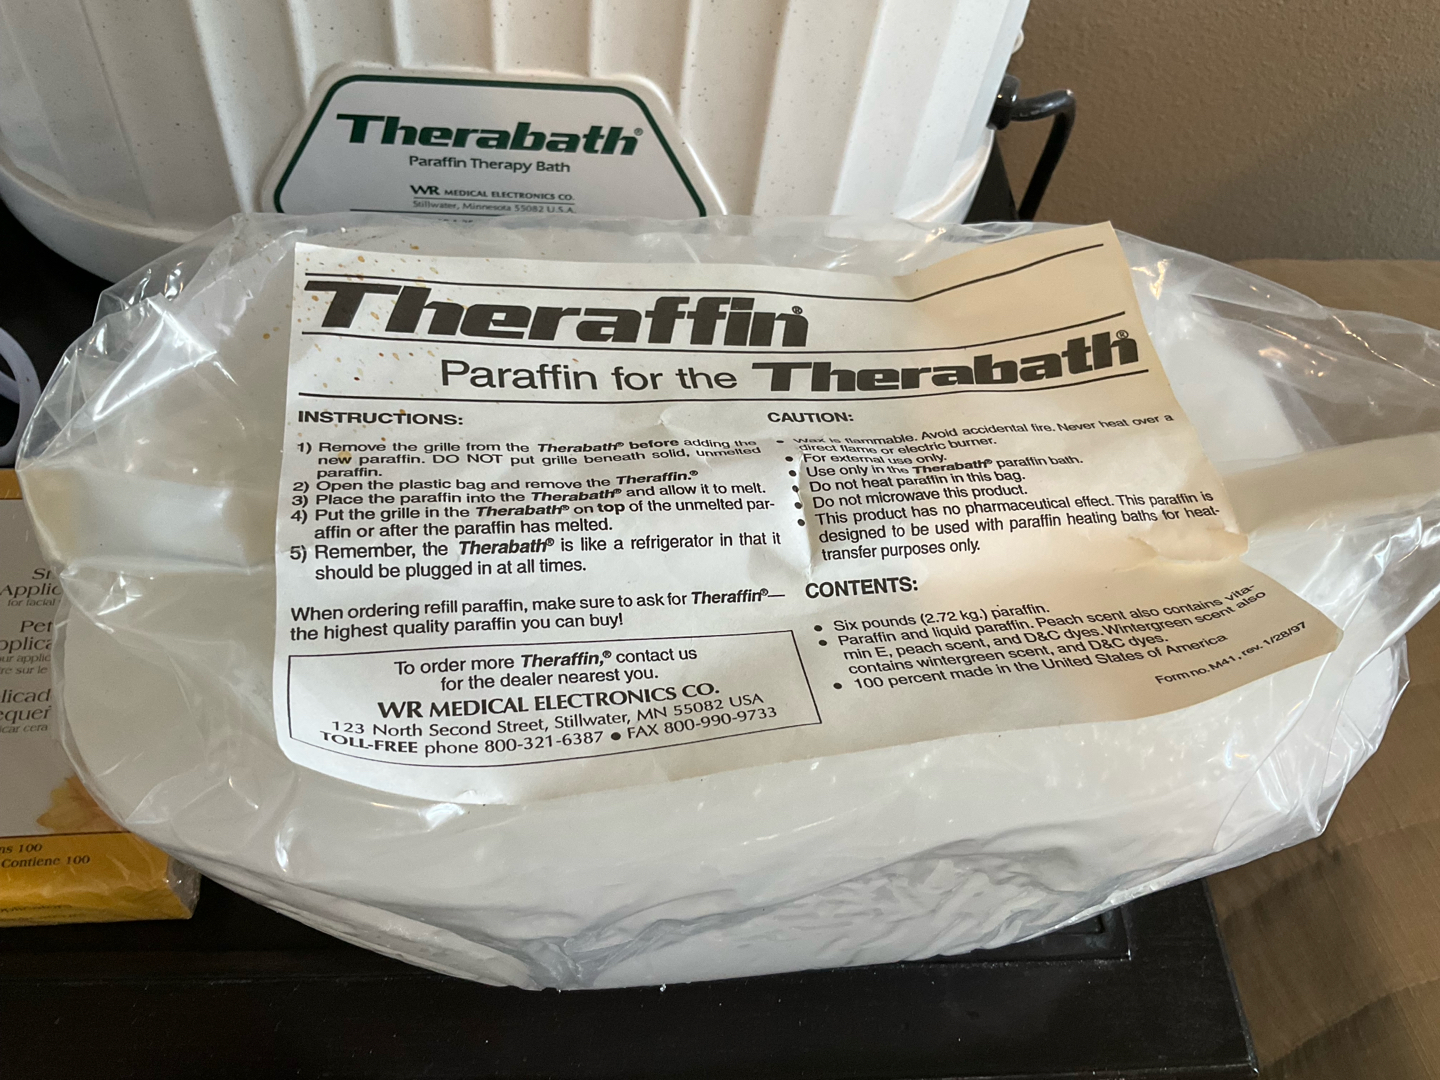 Therabath®
Paraffin Therapy Bath
WR MEDICAL ELECTRONICS CO.
Stillwater, Minnesota 55082 U.S.A.
Theraffin®
Paraffin for the Therabath®
INSTRUCTIONS:
1) Remove the grille from the Therabath® before adding the
new paraffin. DO NOT put grille beneath solid, unmelted
paraffin.
2) Open the plastic bag and remove the Theraffin.®
3) Place the paraffin into the Therabath® and allow it to melt.
4) Put the grille in the Therabath® on top of the unmelted par-
affin or after the paraffin has melted.
5) Remember, the Therabath® is like a refrigerator in that it
should be plugged in at all times.
When ordering refill paraffin, make sure to ask for Theraffin®—
the highest quality paraffin you can buy!
To order more Theraffin,® contact us
for the dealer nearest you.
WR MEDICAL ELECTRONICS CO.
123 North Second Street, Stillwater, MN 55082 USA
TOLL-FREE phone 800-321-6387 ● FAX 800-990-9733
CAUTION:
● Wax is flammable. Avoid accidental fire. Never heat over a
direct flame or electric burner.
● For external use only.
● Use only in the Therabath® paraffin bath.
● Do not heat paraffin in this bag.
● Do not microwave this product.
● This product has no pharmaceutical effect. This paraffin is
designed to be used with paraffin heating baths for heat-
transfer purposes only.
CONTENTS:
● Six pounds (2.72 kg.) paraffin.
● Paraffin and liquid paraffin. Peach scent also contains vita-
min E, peach scent, and D&C dyes. Wintergreen scent also
contains wintergreen scent, and D&C dyes.
● 100 percent made in the United States of America
Form no. M41, rev. 1/28/97
for facial
100
Contiene 100